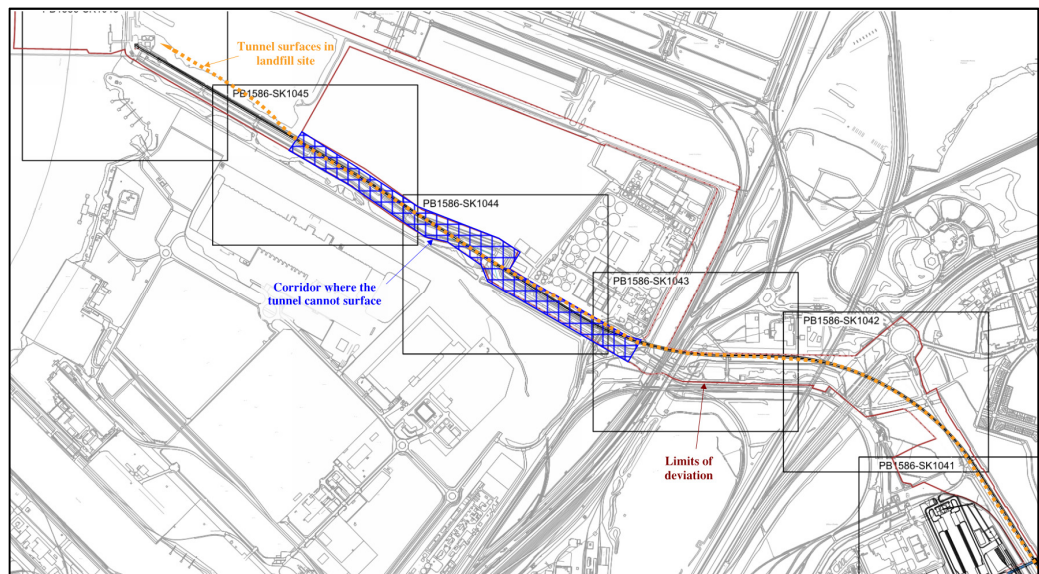 Tunnel surfaces in
landfill site
PB1586-SK1045
PB1586-SK1044
Corridor where the
tunnel cannot surface
PB1586-SK1043
PB1586-SK1042
Limits of
deviation
PB1586-SK1041